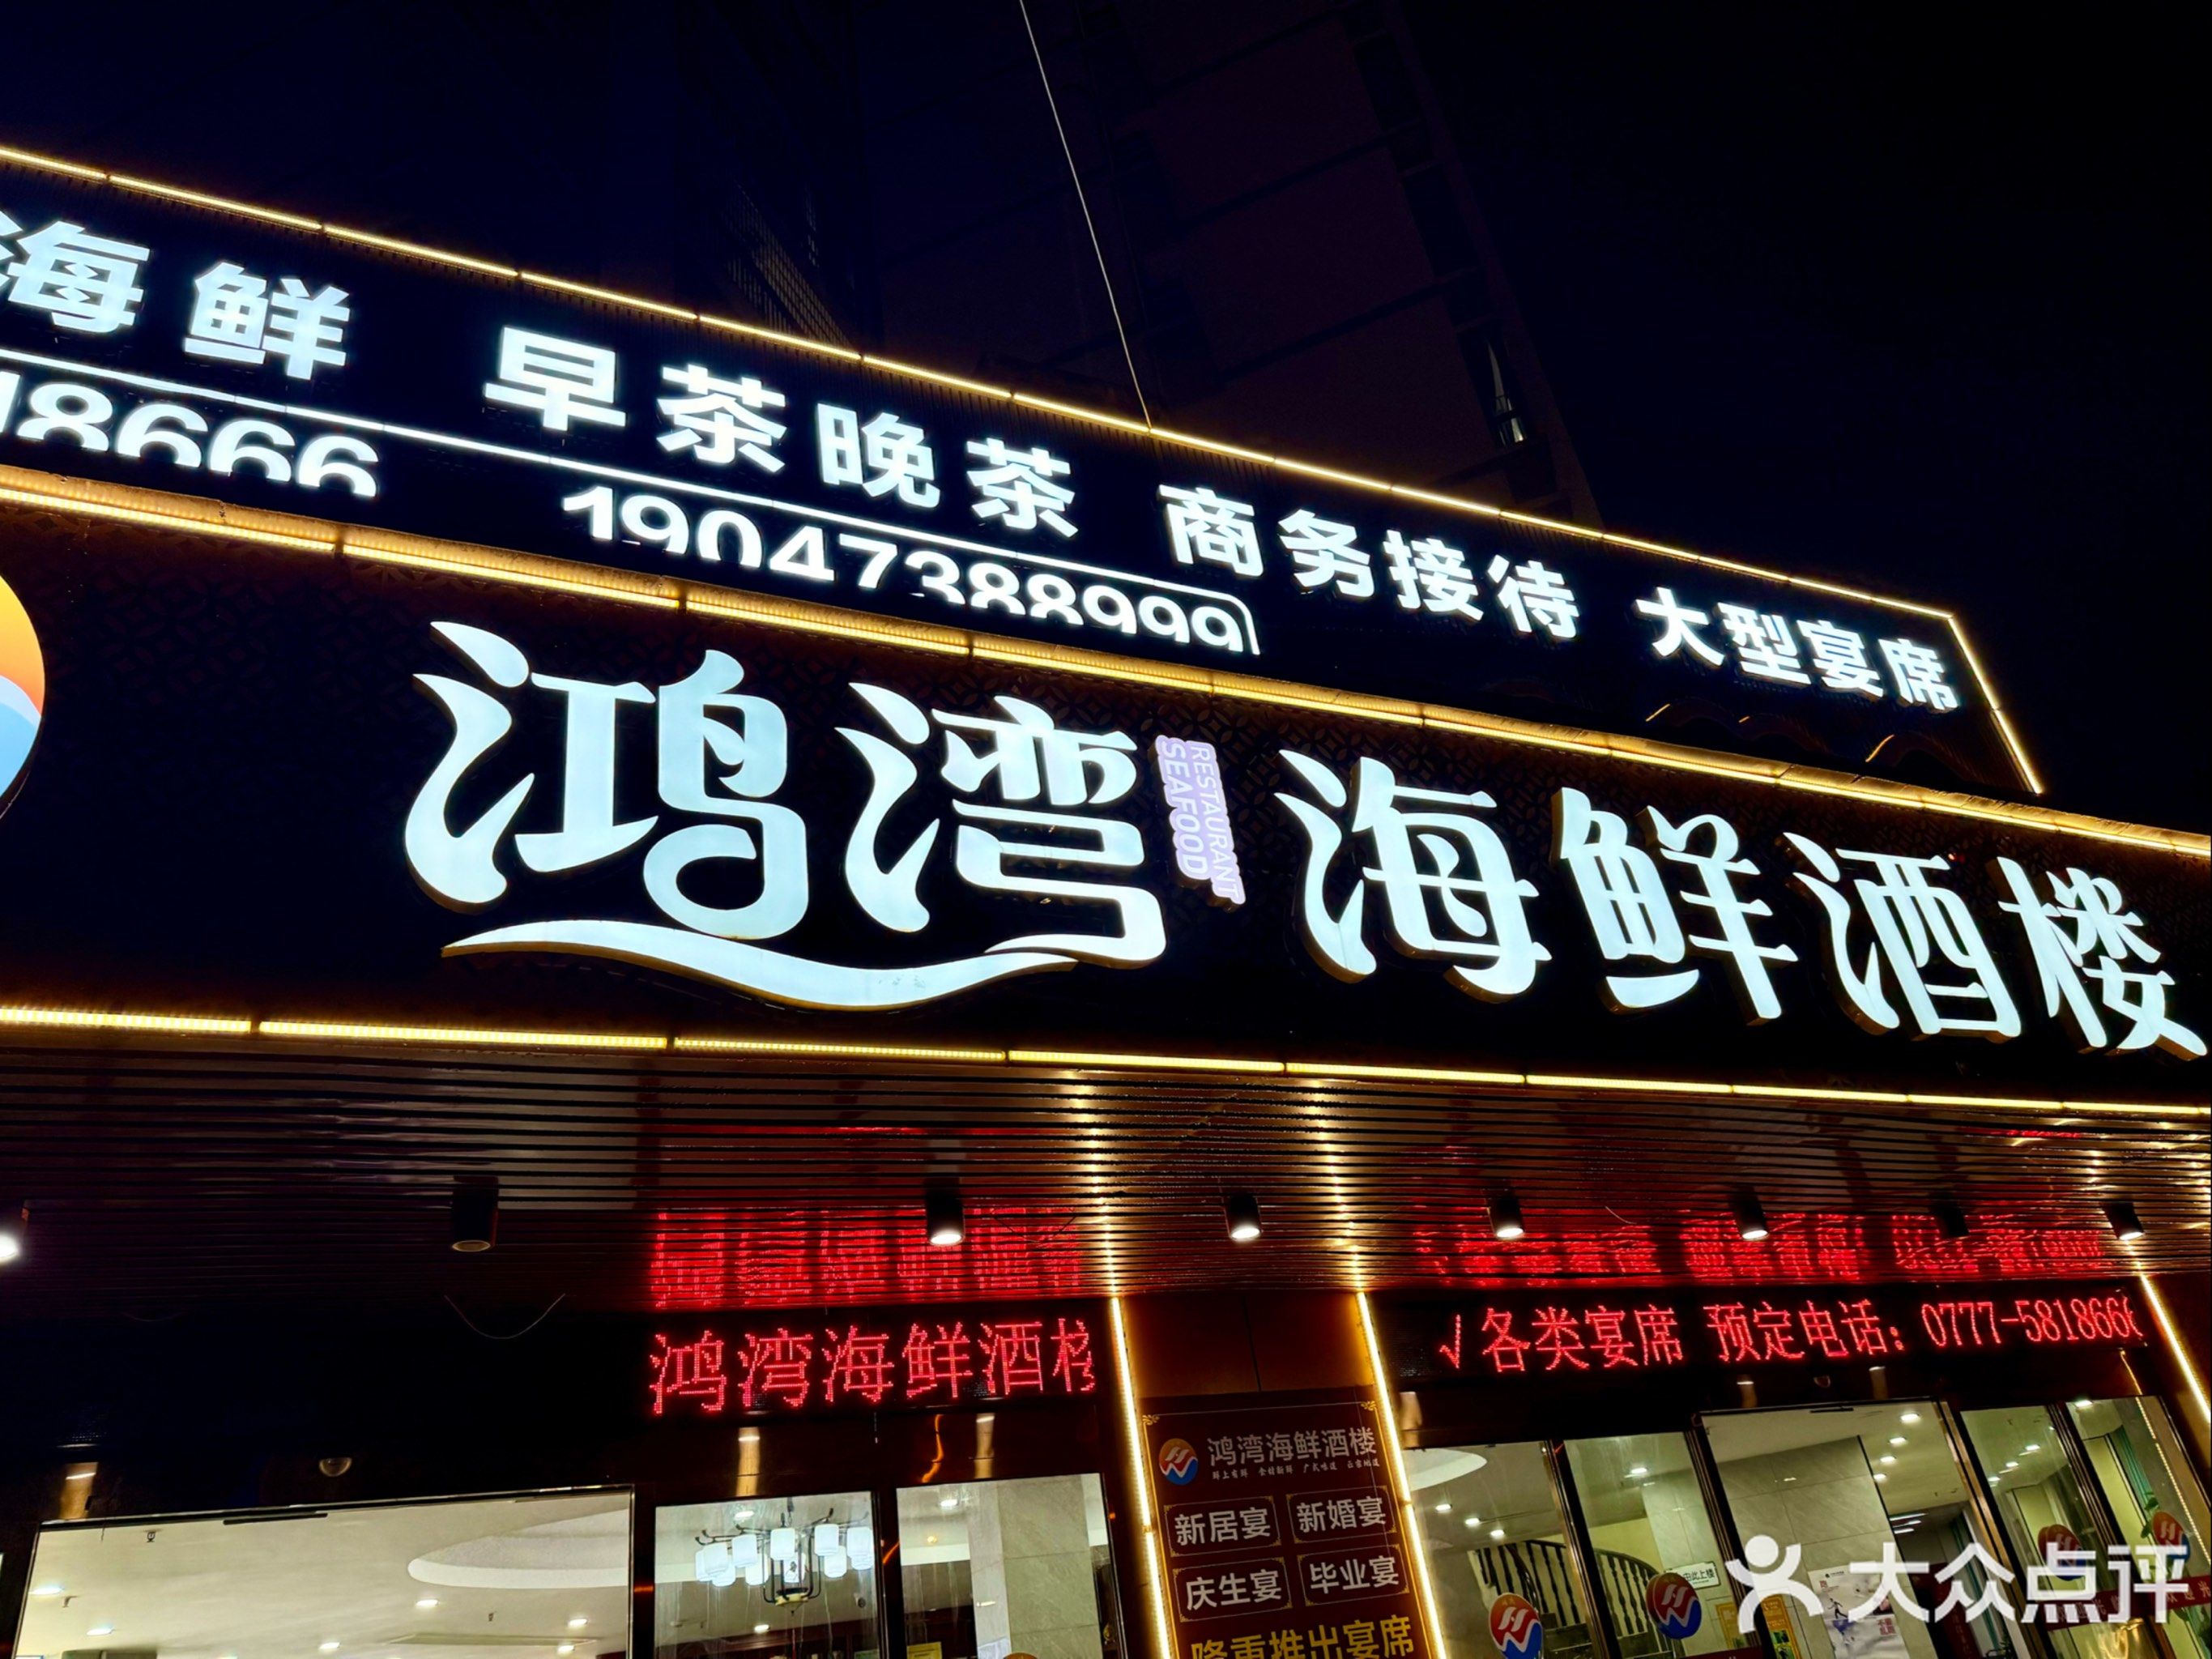 海鲜 早茶晚茶 商务接待 大型宴席
18666 19047388999
鸿湾 海鲜酒楼
SEAFOOD
RESTAURANT
鸿湾海鲜酒楼
√各类宴席 预定电话：0777-5818666
鸿湾海鲜酒楼
新居宴 新婚宴
庆生宴 毕业宴
隆重推出宴席
大众点评